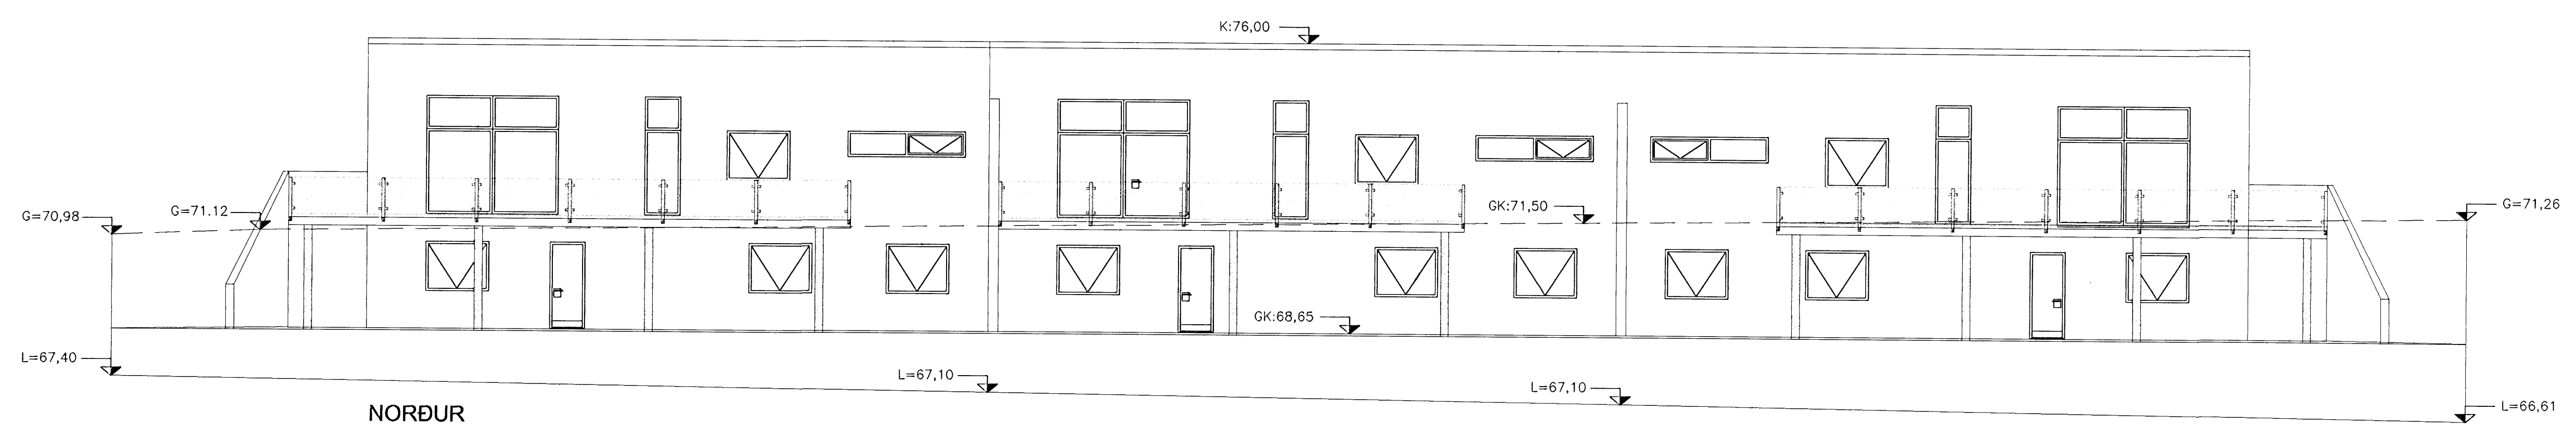 K:76,00
G=70,98
G=71.12
GK:71,50
G=71,26
GK:68,65
L=67,40
L=67,10
L=67,10
L=66,61
NORÐUR